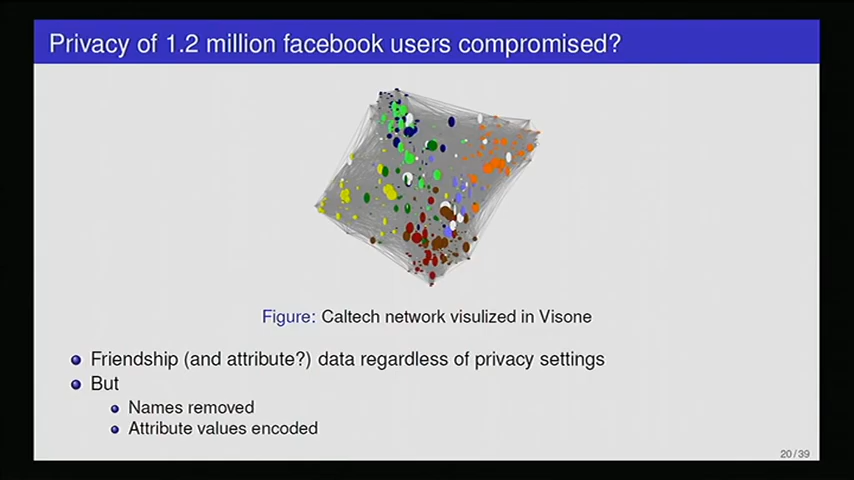 Privacy of 1.2 million facebook users compromised?
Figure: Caltech network visulized in Visone
Friendship (and attribute?) data regardless of privacy settings
But
Names removed
Attribute values encoded
20/39